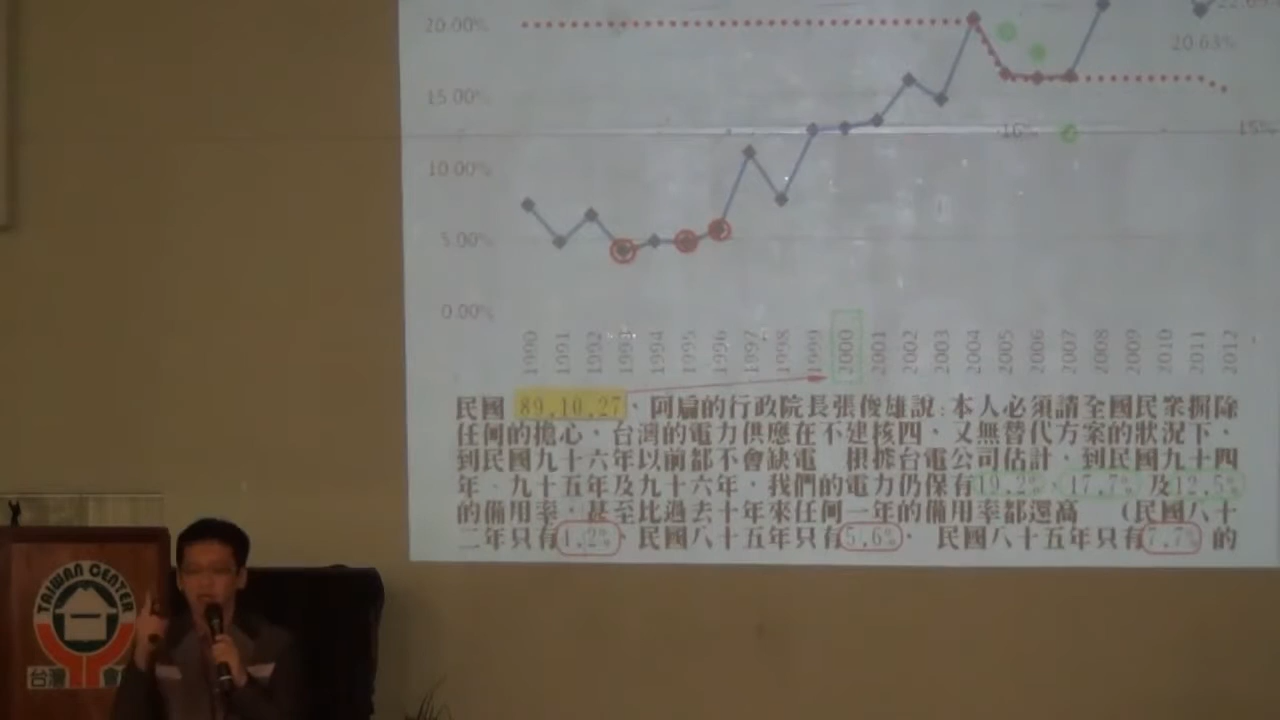 20.00%
22.6
20.63%
15.00%
16%
15%
10.00%
5.00%
0.00%
1990 1991 1992 1993 1994 1995 1996 1997 1998 1999 2000 2001 2002 2003 2004 2005 2006 2007 2008 2009 2010 2011 2012
民國 89,10,27、阿扁的行政院長張俊雄說:本人必須請全國民眾摒除
任何的擔心、台灣的電力供應在不建核四、又無替代方案的狀況下、
到民國九十六年以前都不會缺電 根據台電公司估計、到民國九十四
年、九十五年及九十六年、我們的電力仍保有19.2%、17.7% 及12.5%
的備用率、甚至比過去十年來任何一年的備用率都還高 (民國八十
二年只有4.2%、民國八十五年只有5.6%、民國八十五年只有7.7% 的
TAIWAN CENTER
台灣會